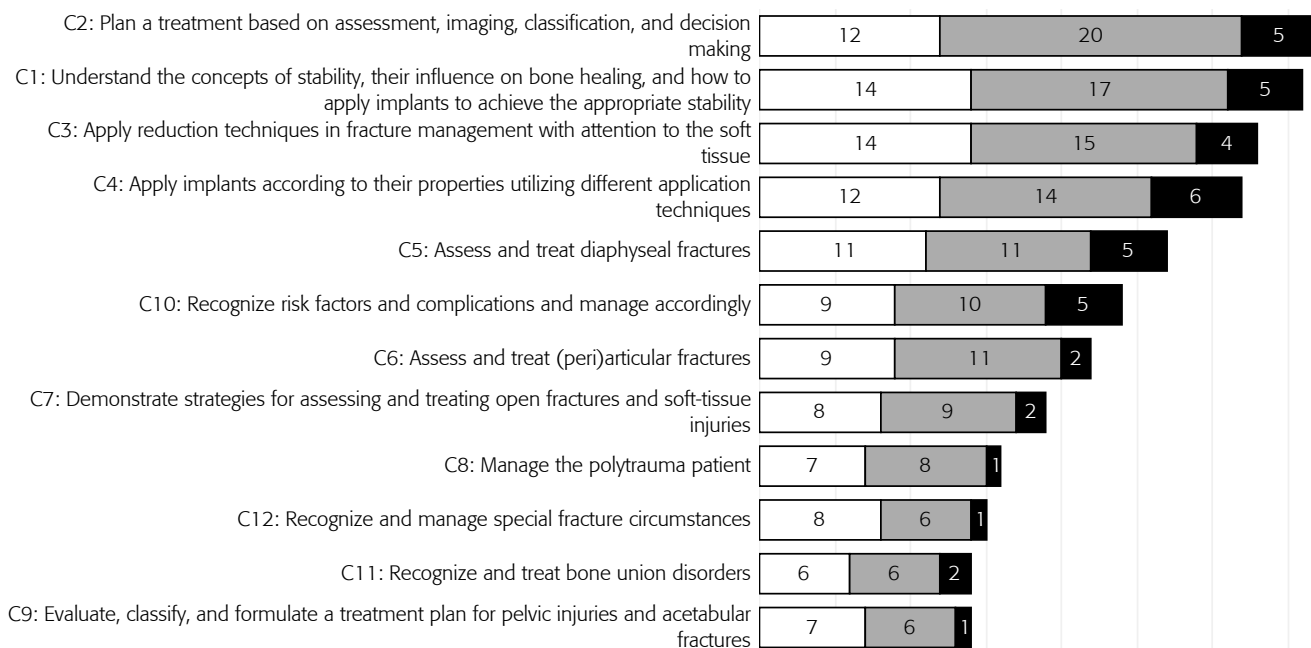 C2: Plan a treatment based on assessment, imaging, classification, and decision
making
12 20 5
C1: Understand the concepts of stability, their influence on bone healing, and how to
apply implants to achieve the appropriate stability
14 17 5
C3: Apply reduction techniques in fracture management with attention to the soft
tissue
14 15 4
C4: Apply implants according to their properties utilizing different application
techniques
12 14 6
C5: Assess and treat diaphyseal fractures
11 11 5
C10: Recognize risk factors and complications and manage accordingly
9 10 5
C6: Assess and treat (peri)articular fractures
9 11 2
C7: Demonstrate strategies for assessing and treating open fractures and soft-tissue
injuries
8 9 2
C8: Manage the polytrauma patient
7 8 1
C12: Recognize and manage special fracture circumstances
8 6 1
C11: Recognize and treat bone union disorders
6 6 2
C9: Evaluate, classify, and formulate a treatment plan for pelvic injuries and acetabular
fractures
7 6 1